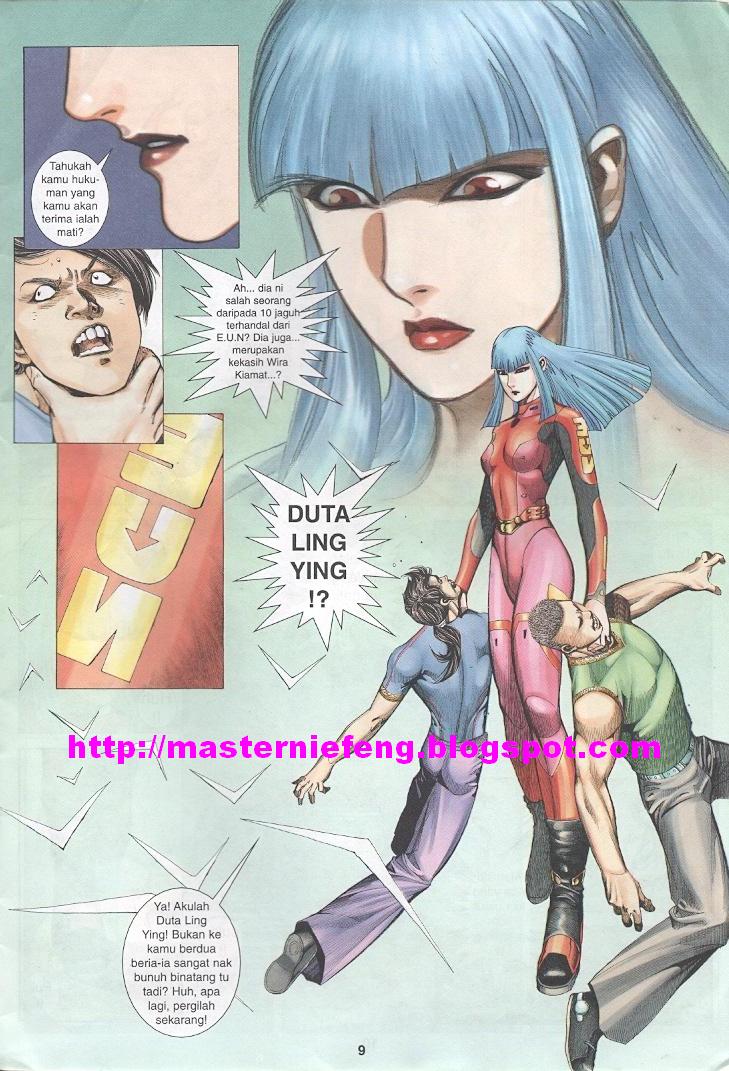 Tahukah
kamu huku-
man yang
kamu akan
terima ialah
mati?
Ah... dia ni
salah seorang
daripada 10 jaguh
terhandal dari
E.U.N? Dia juga...
merupakan
kekasih Wira
Kiamat...?
EUN
EUN
DUTA
LING
YING
!?
http://masterniefeng.blogspot.com
Ya! Akulah
Duta Ling
Ying! Bukan ke
kamu berdua
beria-ia sangat nak
bunuh binatang tu
tadi? Huh, apa
lagi, pergilah
sekarang!
9